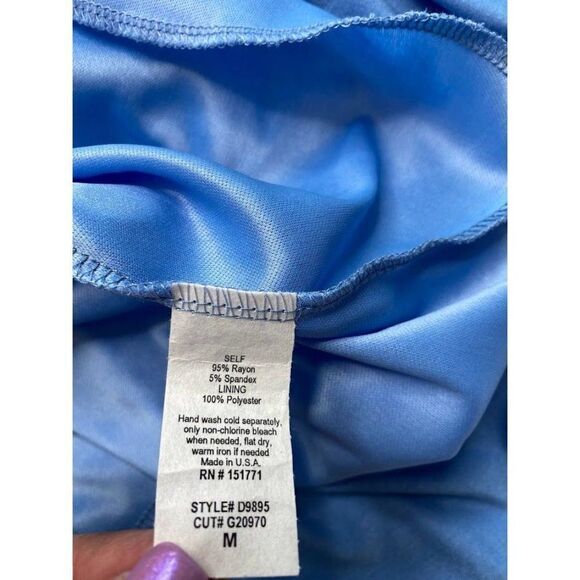 SELF
95% Rayon
5% Spandex
LINING
100% Polyester
Hand wash cold separately,
only non-chlorine bleach
when needed, flat dry,
warm iron if needed
Made in U.S.A.
RN # 151771
STYLE# D9895
CUT# G20970
M